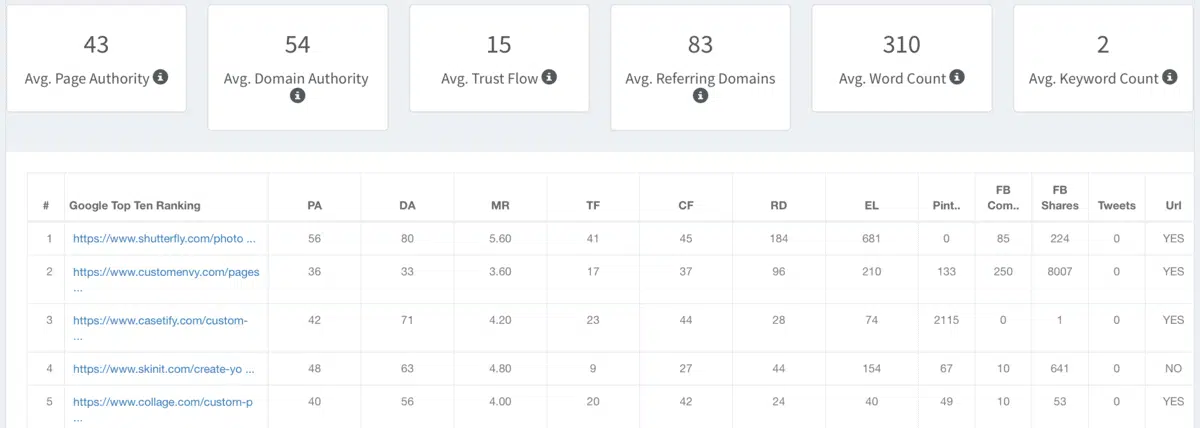 43
Avg. Page Authority
54
Avg. Domain Authority
15
Avg. Trust Flow
83
Avg. Referring Domains
310
Avg. Word Count
2
Avg. Keyword Count
# Google Top Ten Ranking PA DA MR TF CF RD EL Pint.. FB Com.. FB Shares Tweets Url
1 https://www.shutterfly.com/photo ... 56 80 5.60 41 45 184 681 0 85 224 0 YES
2 https://www.customenvy.com/pages ... 36 33 3.60 17 37 96 210 133 250 8007 0 YES
3 https://www.casetify.com/custom- ... 42 71 4.20 23 44 28 74 2115 0 1 0 YES
4 https://www.skinit.com/create-yo ... 48 63 4.80 9 27 44 154 67 10 641 0 NO
5 https://www.collage.com/custom-p ... 40 56 4.00 20 42 24 40 49 10 53 0 YES